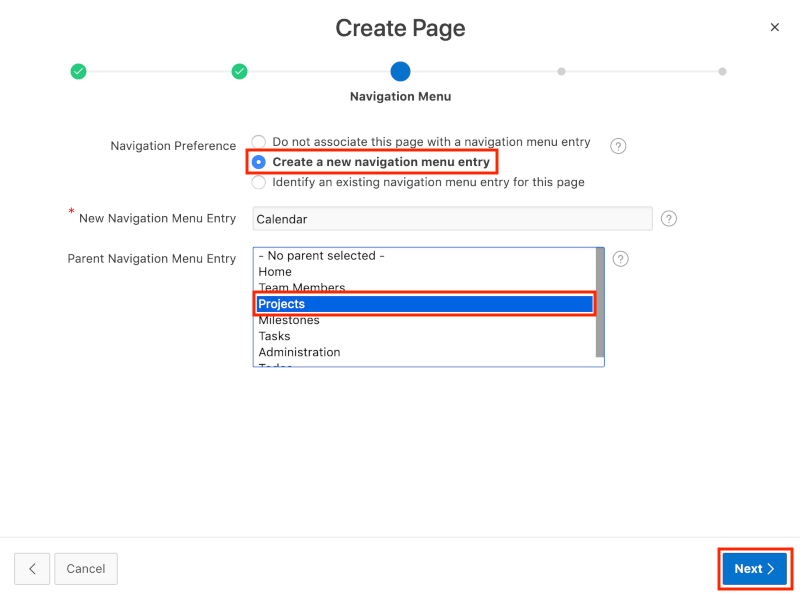 Create Page
Navigation Menu
Navigation Preference
Do not associate this page with a navigation menu entry
Create a new navigation menu entry
Identify an existing navigation menu entry for this page
* New Navigation Menu Entry
Calendar
Parent Navigation Menu Entry
- No parent selected -
Home
Team Members
Projects
Milestones
Tasks
Administration
Cancel
Next